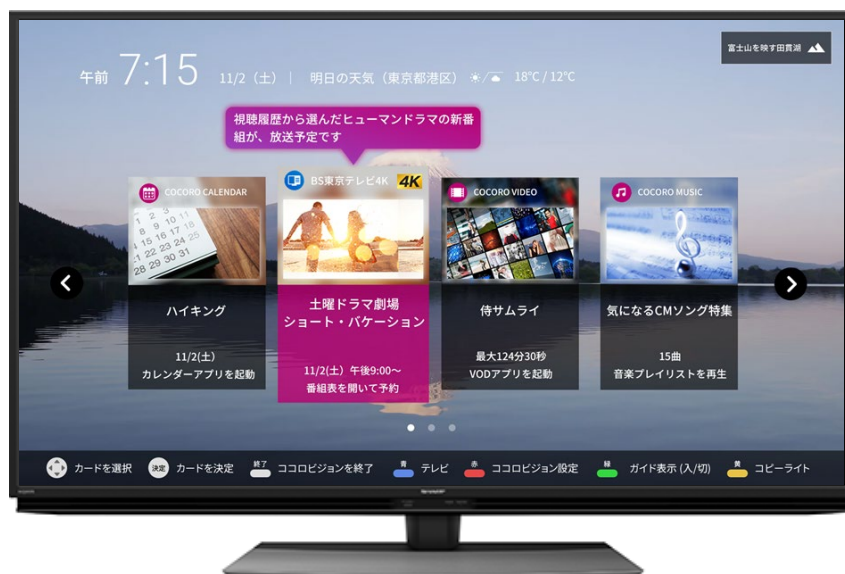 富士山を映す田貫湖
午前 7:15 11/2（土）｜ 明日の天気（東京都港区） 18℃ / 12℃
視聴履歴から選んだヒューマンドラマの新番
組が、放送予定です
COCORO CALENDAR
ハイキング
11/2(土)
カレンダーアプリを起動
BS東京テレビ4K 4K
土曜ドラマ劇場
ショート・バケーション
11/2(土）午後9:00〜
番組表を開いて予約
COCORO VIDEO
侍サムライ
最大124分30秒
VODアプリを起動
COCORO MUSIC
気になるCMソング特集
15曲
音楽プレイリストを再生
カードを選択 決定 カードを決定 終了 ココロビジョンを終了 青 テレビ 赤 ココロビジョン設定 緑 ガイド表示 (入/切) 黄 コピーライト
SHARP